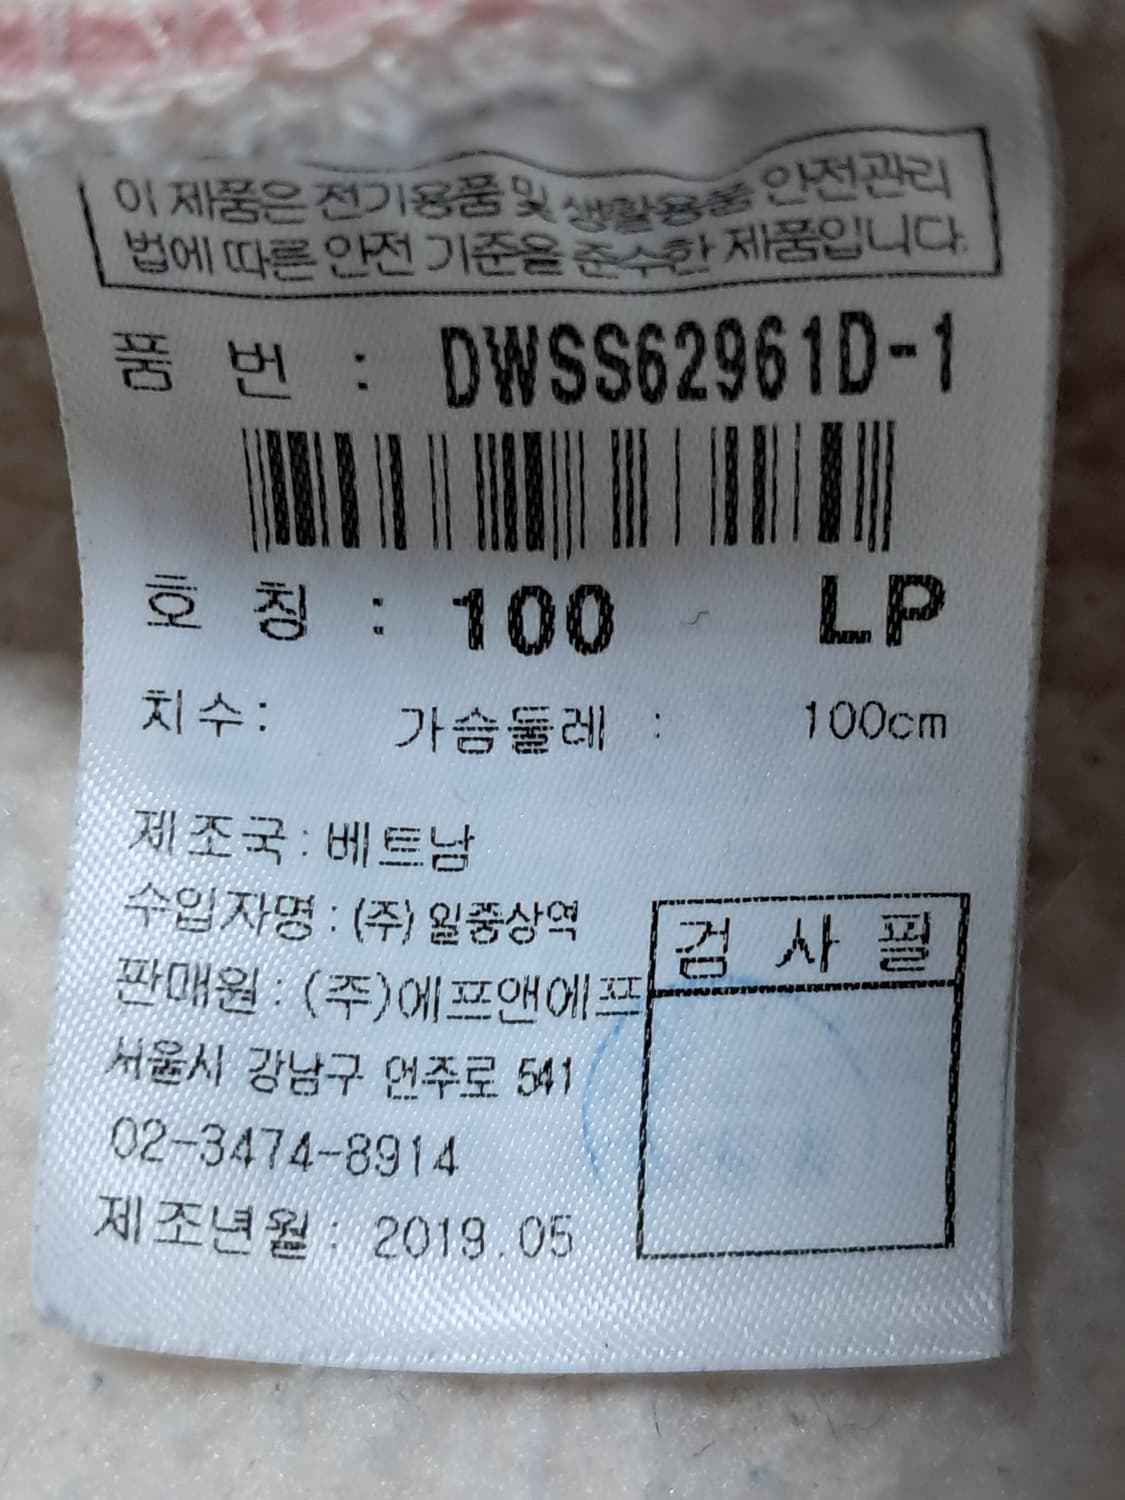 이 제품은 전기용품 및 생활용품 안전관리
법에 따른 안전 기준을 준수한 제품입니다.
품 번 : DWSS62961D-1
호 칭 : 100 LP
치수: 가슴둘레 : 100cm
제조국: 베트남
수입자명: (주) 일중상역
판매원: (주)에프앤에프
서울시 강남구 언주로 541
02-3474-8914
제조년월: 2019.05
검 사 필